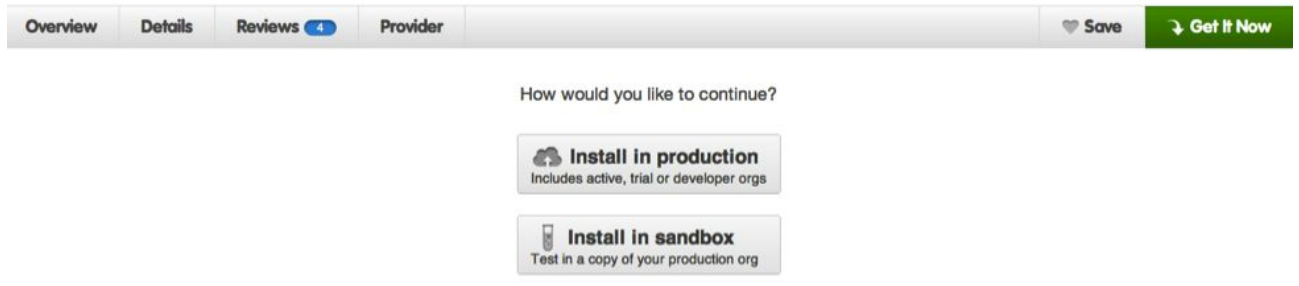 Overview Details Reviews 4 Provider Save Get It Now
How would you like to continue?
Install in production
Includes active, trial or developer orgs
Install in sandbox
Test in a copy of your production org